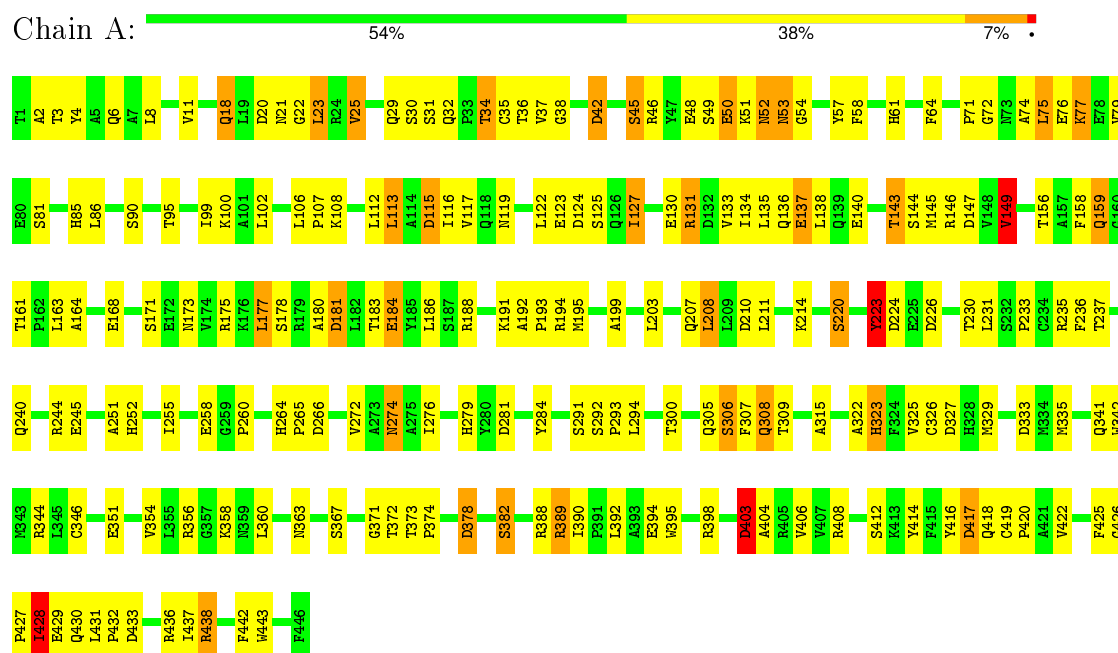 Chain A:
54% 38% 7% •
T1 A2 T3 Y4 A5 Q6 A7 L8 V11 Q18 L19 D20 N21 G22 L23 R24 V25 Q29 S30 S31 Q32 P33 T34 C35 T36 V37 G38 D42 S45 R46 Y47 E48 S49 E50 K51 N52 N53 G54 Y57 F58 H61 F64 P71 G72 N73 A74 L75 E76 K77 E78 V79
E80 S81 H85 L86 S90 T95 I99 K100 A101 L102 L106 P107 K108 L112 L113 A114 D115 I116 V117 Q118 N119 L122 E123 D124 S125 Q126 I127 E130 R131 D132 V133 I134 L135 Q136 E137 L138 Q139 E140 T143 S144 M145 R146 D147 V148 V149 T156 A157 F158 Q159 G160
T161 P162 L163 A164 E168 S171 E172 N173 V174 R175 K176 L177 S178 R179 A180 D181 L182 T183 E184 Y185 L186 S187 R188 K191 A192 P193 R194 M195 A199 L203 Q207 L208 L209 D210 L211 K214 S220 Y223 D224 E225 D226 T230 L231 S232 P233 C234 R235 F236 T237
Q240 R244 E245 A251 H252 I255 E258 G259 P260 H264 P265 D266 V272 A273 N274 A275 I276 H279 Y280 D281 Y284 S291 S292 P293 L294 T300 Q305 S306 F307 Q308 T309 A315 A322 H323 F324 V325 C326 D327 H328 M329 D333 M334 M335 Q341 W342
M343 R344 L345 C346 E351 V354 L355 R356 G357 K358 N359 L360 N363 S367 G371 T372 T373 P374 D378 S382 R388 R389 I390 P391 L392 A393 E394 W395 R398 D403 A404 R405 V406 V407 R408 S412 K413 Y414 F415 Y416 D417 Q418 C419 P420 A421 V422 F425 G426
P427 I428 E429 Q430 L431 P432 D433 R436 I437 R438 F442 W443 F446